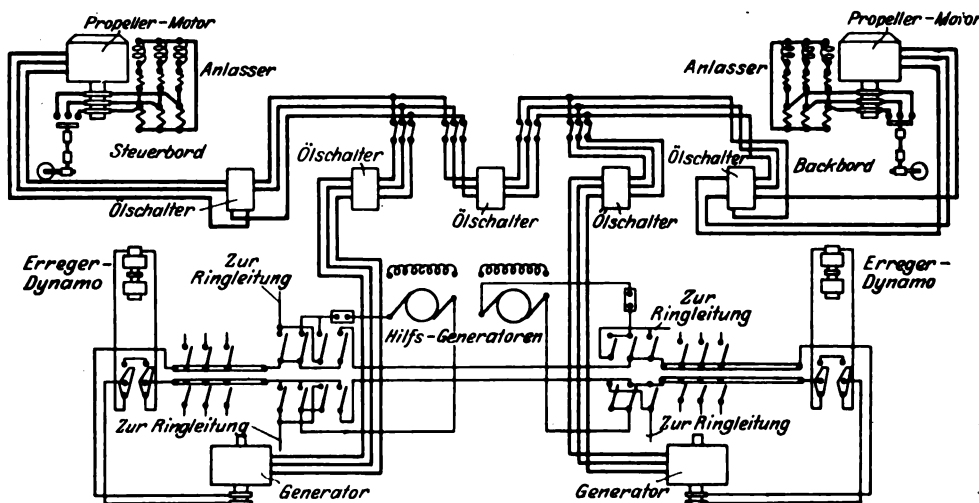 Propeller-Motor
Propeller-Motor
Anlasser
Anlasser
Steuerbord
Ölschalter
Ölschalter
Backbord
Ölschalter
Ölschalter
Ölschalter
Erreger-
Dynamo
Zur
Ringleitung
Zur
Ringleitung
Erreger-
Dynamo
Hilfs-Generatoren
Zur Ringleitung
Zur Ringleitung
Generator
Generator